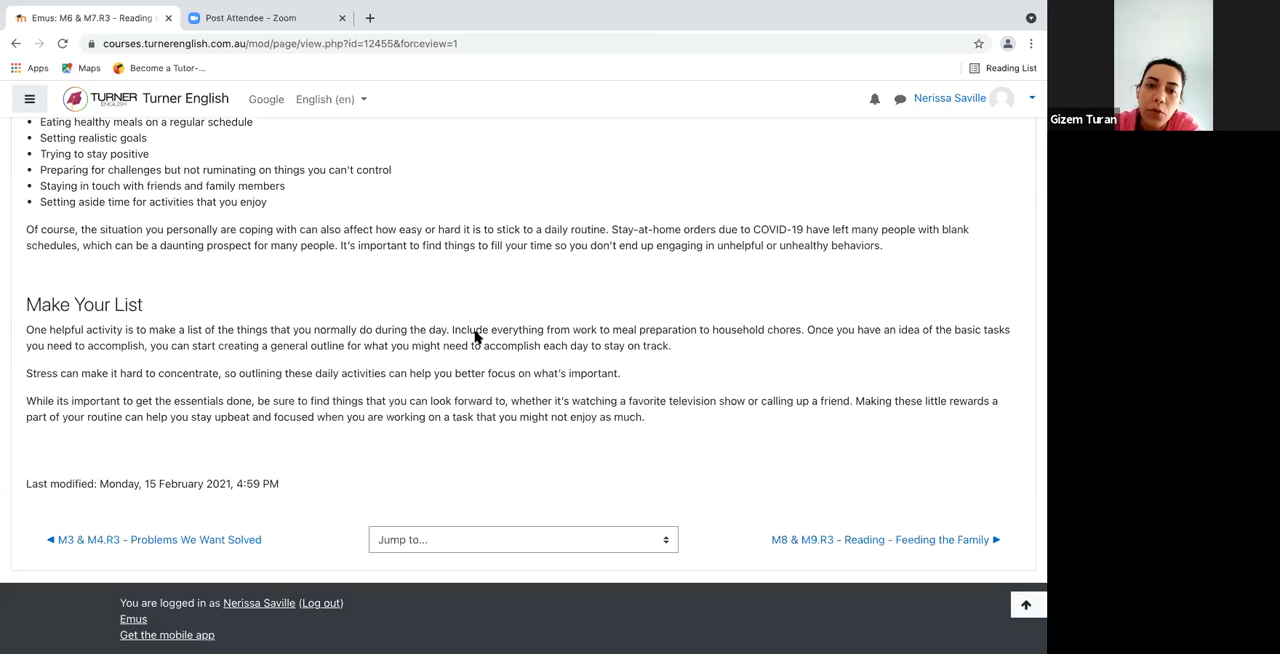 Emus: M6 & M7.R3 - Reading
Post Attendee - Zoom
courses.turnerenglish.com.au/mod/page/view.php?id=12455&forceview=1
Apps
Maps
Become a Tutor-...
Reading List
TURNER
ENGLISH
Turner English
Google
English (en)
Nerissa Saville
Gizem Turan
• Eating healthy meals on a regular schedule
• Setting realistic goals
• Trying to stay positive
• Preparing for challenges but not ruminating on things you can't control
• Staying in touch with friends and family members
• Setting aside time for activities that you enjoy
Of course, the situation you personally are coping with can also affect how easy or hard it is to stick to a daily routine. Stay-at-home orders due to COVID-19 have left many people with blank
schedules, which can be a daunting prospect for many people. It's important to find things to fill your time so you don't end up engaging in unhelpful or unhealthy behaviors.
Make Your List
One helpful activity is to make a list of the things that you normally do during the day. Include everything from work to meal preparation to household chores. Once you have an idea of the basic tasks
you need to accomplish, you can start creating a general outline for what you might need to accomplish each day to stay on track.
Stress can make it hard to concentrate, so outlining these daily activities can help you better focus on what's important.
While its important to get the essentials done, be sure to find things that you can look forward to, whether it's watching a favorite television show or calling up a friend. Making these little rewards a
part of your routine can help you stay upbeat and focused when you are working on a task that you might not enjoy as much.
Last modified: Monday, 15 February 2021, 4:59 PM
◀ M3 & M4.R3 - Problems We Want Solved
Jump to...
M8 & M9.R3 - Reading - Feeding the Family ▶
You are logged in as Nerissa Saville (Log out)
Emus
Get the mobile app